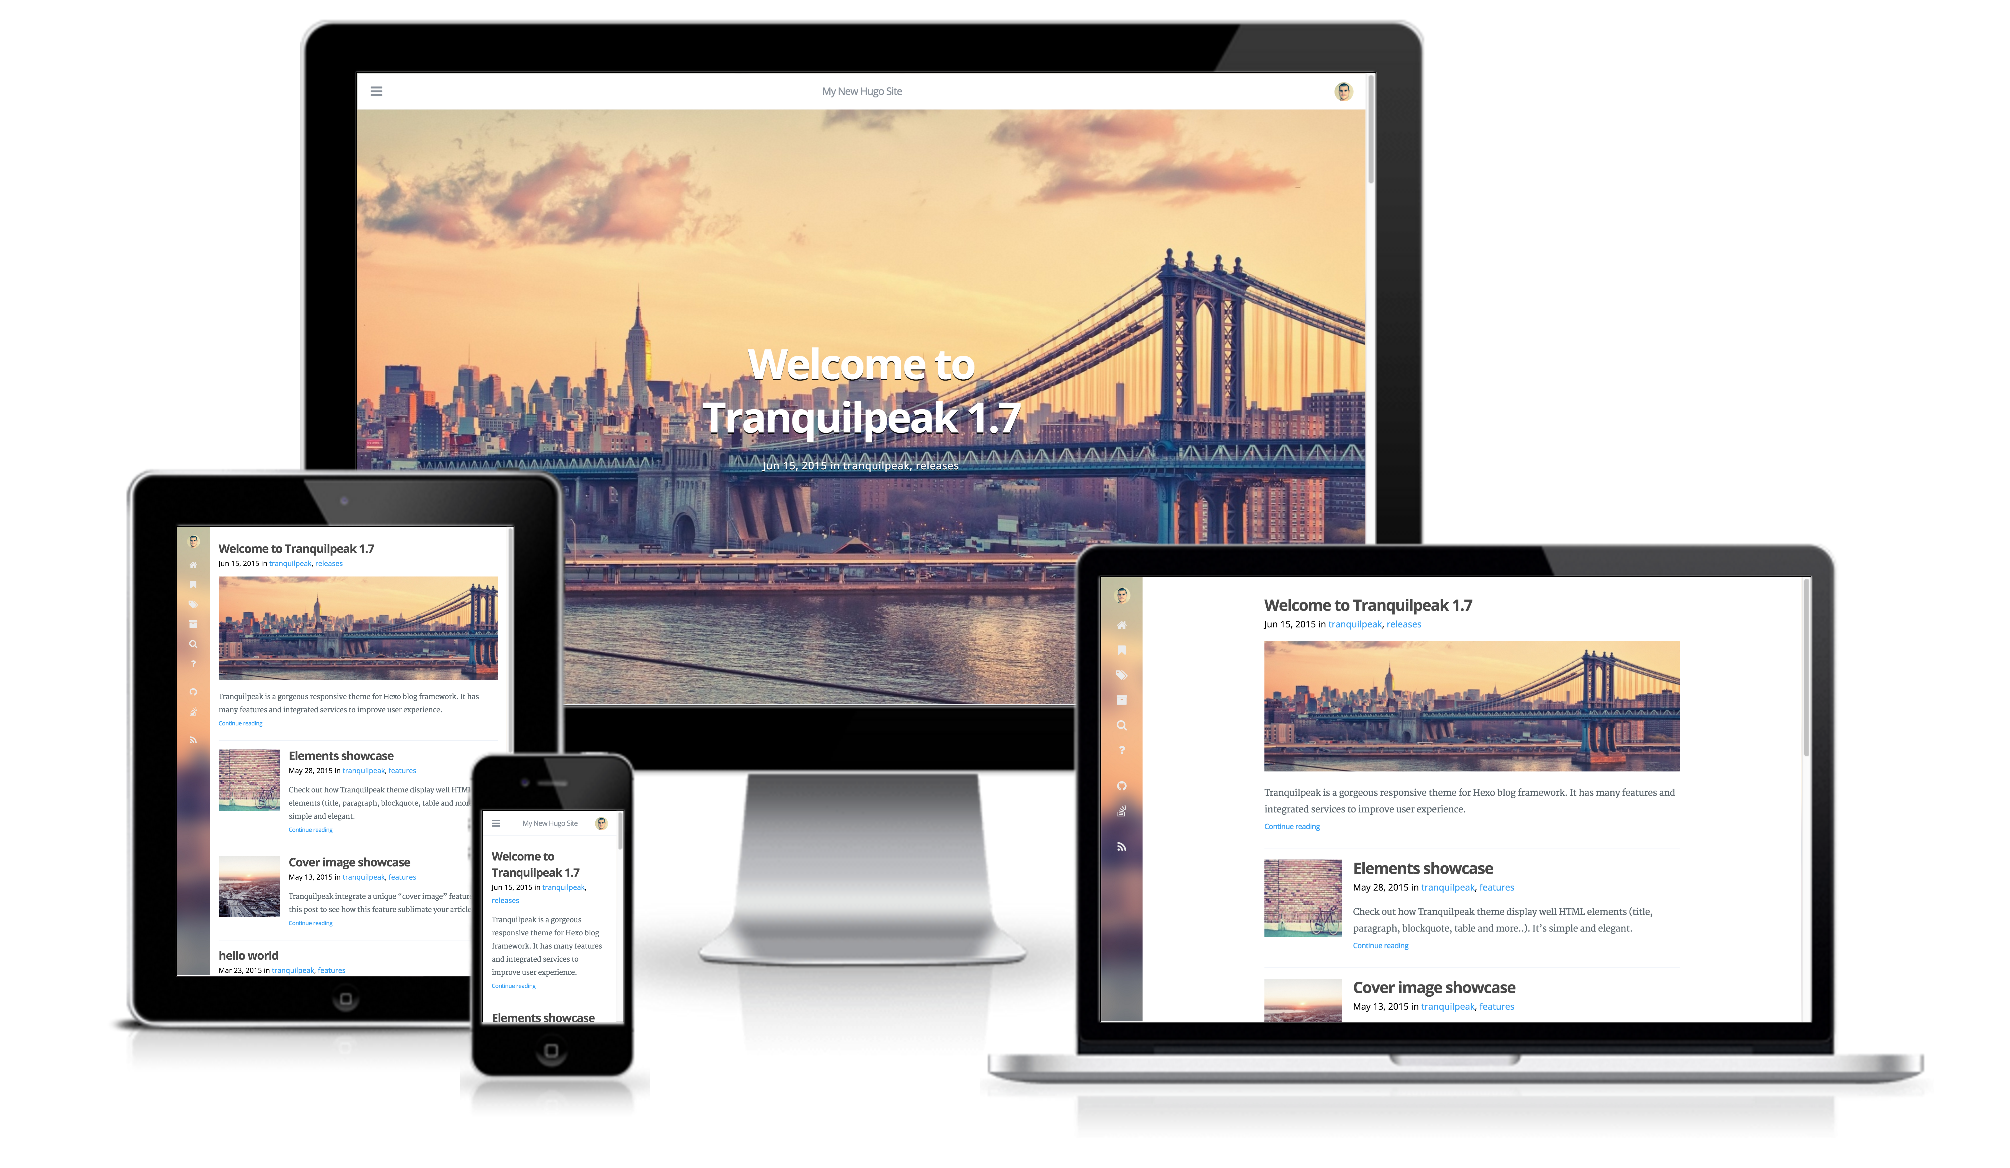 My New Hugo Site
Welcome to
Tranquilpeak 1.7
Jun 15, 2015 in tranquilpeak, releases
Welcome to Tranquilpeak 1.7
Jun 15, 2015 in tranquilpeak, releases
Tranquilpeak is a gorgeous responsive theme for Hexo blog framework. It has
many features and integrated services to improve user experience.
Continue reading
Elements showcase
May 28, 2015 in tranquilpeak, features
Check out how Tranquilpeak theme display well HTML
elements (title, paragraph, blockquote, table and more
simple and elegant.
Continue reading
Cover image showcase
May 13, 2015 in tranquilpeak, features
Tranquilpeak integrate a unique "cover image" featur
this post to see how this feature sublimate your article
Continue reading
hello world
Mar 23, 2015 in tranquilpeak, features
My New Hugo Site
Welcome to
Tranquilpeak 1.7
Jun 15, 2015 in tranquilpeak,
releases
Tranquilpeak is a gorgeous
responsive theme for Hexo blog
framework. It has many features
and integrated services to
improve user experience.
Continue reading
Elements showcase
Welcome to Tranquilpeak 1.7
Jun 15, 2015 in tranquilpeak, releases
Tranquilpeak is a gorgeous responsive theme for Hexo blog framework. It has many features and
integrated services to improve user experience.
Continue reading
Elements showcase
May 28, 2015 in tranquilpeak, features
Check out how Tranquilpeak theme display well HTML elements (title,
paragraph, blockquote, table and more..). It's simple and elegant.
Continue reading
Cover image showcase
May 13, 2015 in tranquilpeak, features